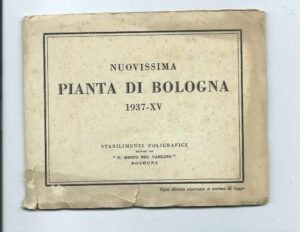 NUOVISSIMA
PIANTA DI BOLOGNA
1937-XV
STABILIMENTI POLIGRAFICI
"IL RESTO DEL CARLINO"
BOLOGNA
Ogni diritto riservato a norma di legge